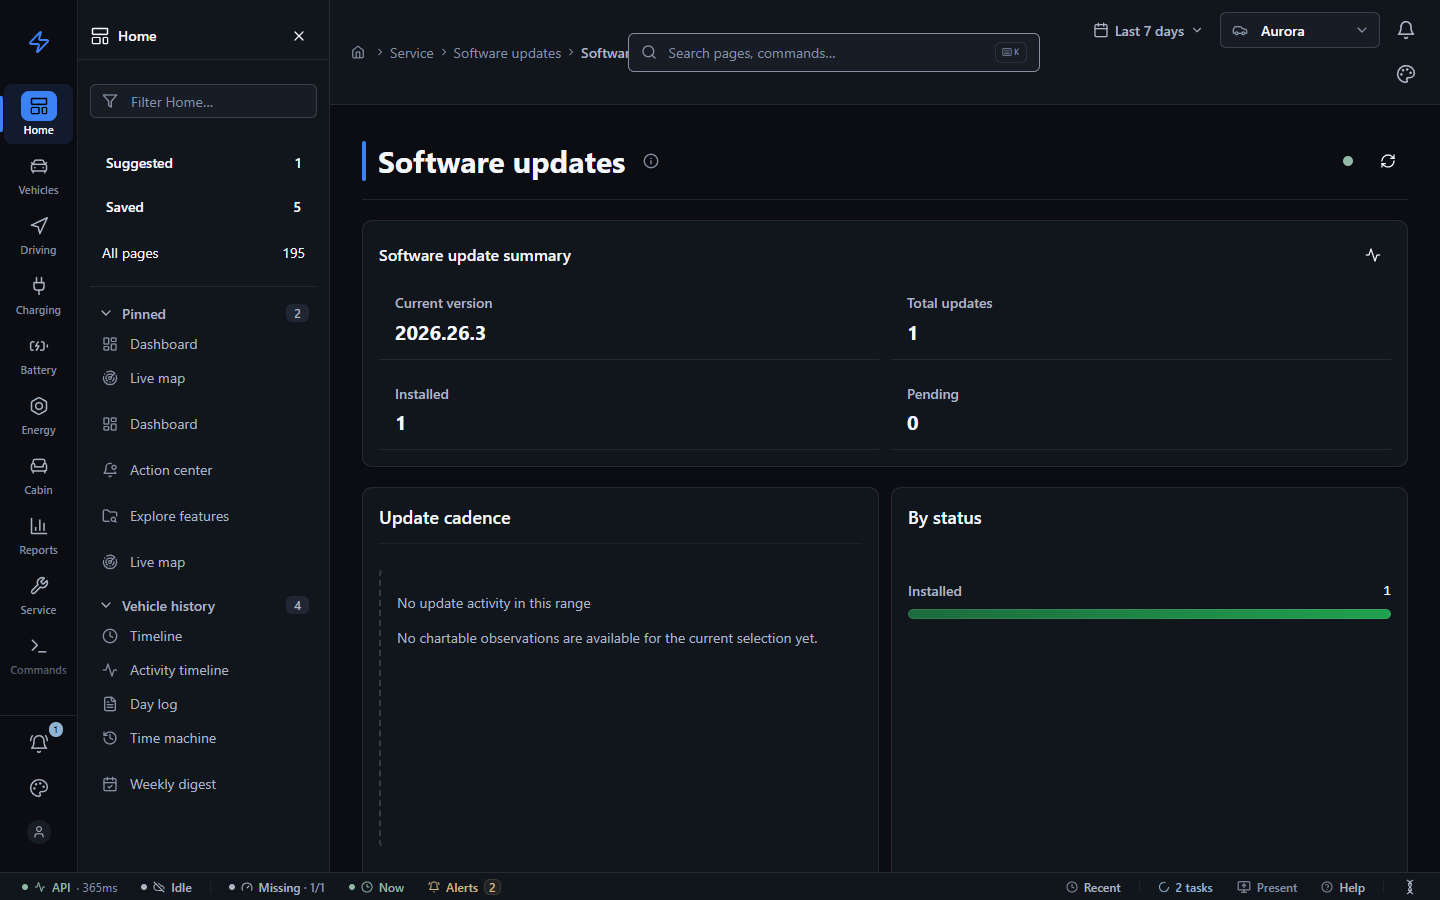 Home
Vehicles
Driving
Charging
Battery
Energy
Cabin
Reports
Service
Commands
1
Home
Filter Home...
Suggested 1
Saved 5
All pages 195
Pinned 2
Dashboard
Live map
Dashboard
Action center
Explore features
Live map
Vehicle history 4
Timeline
Activity timeline
Day log
Time machine
Weekly digest
Service > Software updates > Softwar
Search pages, commands... K
Last 7 days
Aurora
Software updates
Software update summary
Current version
2026.26.3
Total updates
1
Installed
1
Pending
0
Update cadence
No update activity in this range
No chartable observations are available for the current selection yet.
By status
Installed 1
API · 365ms
Idle
Missing · 1/1
Now
Alerts 2
Recent
2 tasks
Present
Help